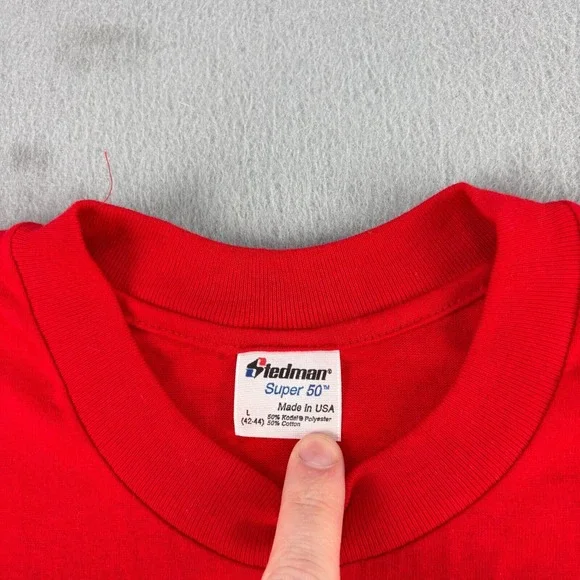 Stedman®
Super 50™
Made in USA
L 50% Kodel® Polyester
(42-44) 50% Cotton